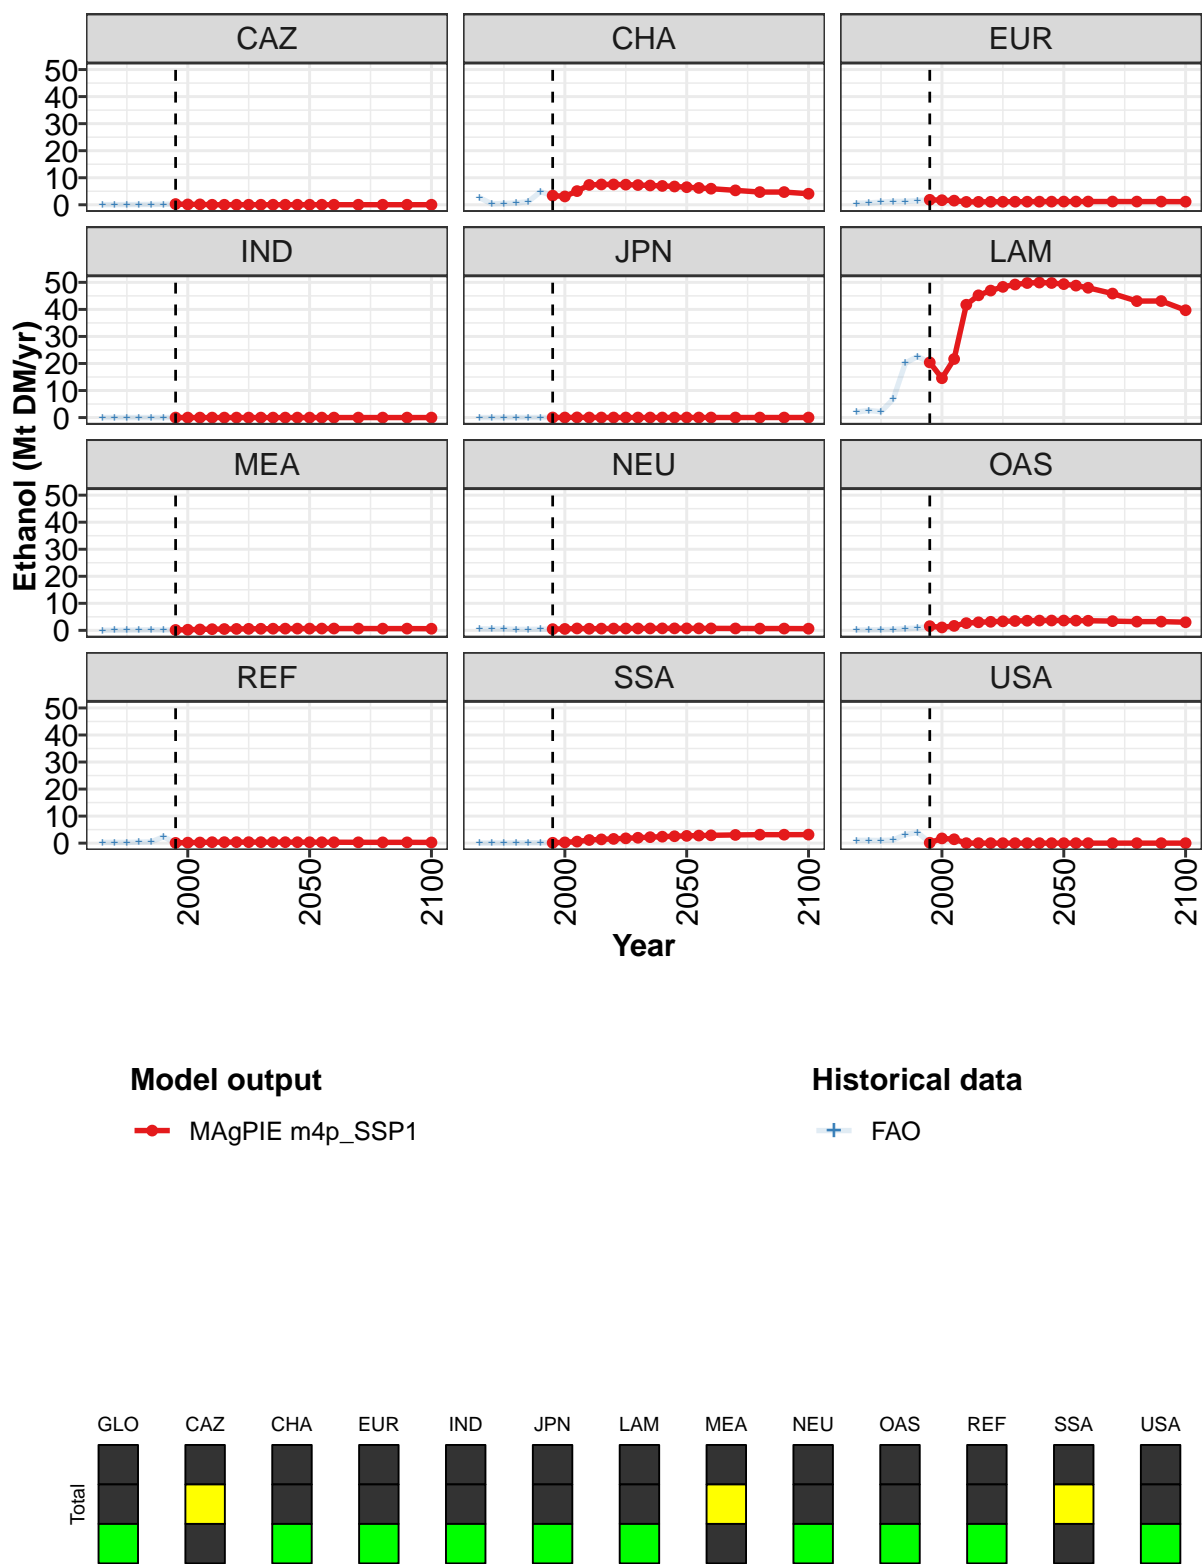 CAZ CHA EUR
50
40
30
20
10
0
IND JPN LAM
50
40
30
20
10
0
MEA NEU OAS
50
40
30
20
10
0
REF SSA USA
50
40
30
20
10
0
Ethanol (Mt DM/yr)
2000 2050 2100 2000 2050 2100 2000 2050 2100
Year
Model output
MAgPIE m4p_SSP1
Historical data
FAO
GLO CAZ CHA EUR IND JPN LAM MEA NEU OAS REF SSA USA
Total